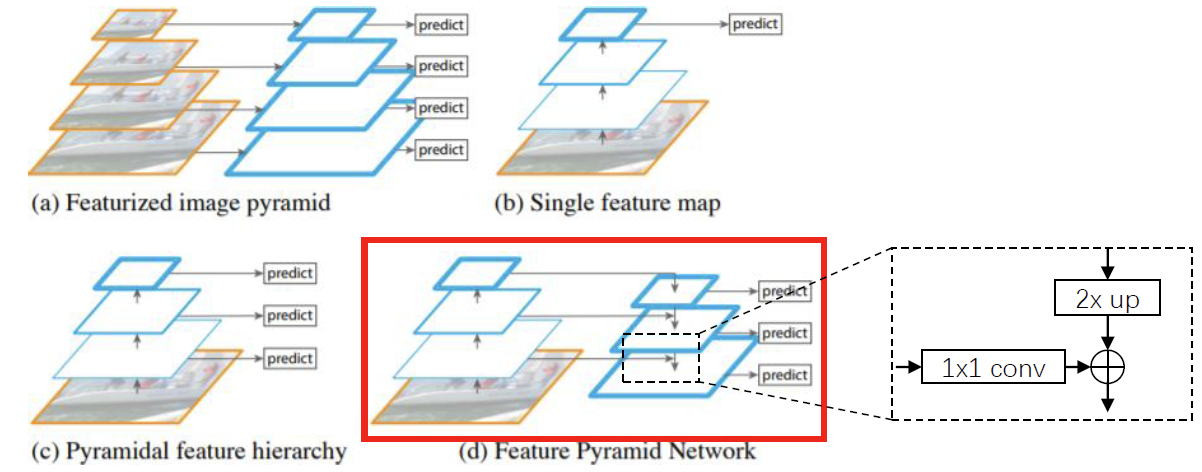 predict
predict
predict
predict
(a) Featurized image pyramid
predict
(b) Single feature map
predict
predict
predict
(c) Pyramidal feature hierarchy
predict
predict
predict
(d) Feature Pyramid Network
2x up
1x1 conv